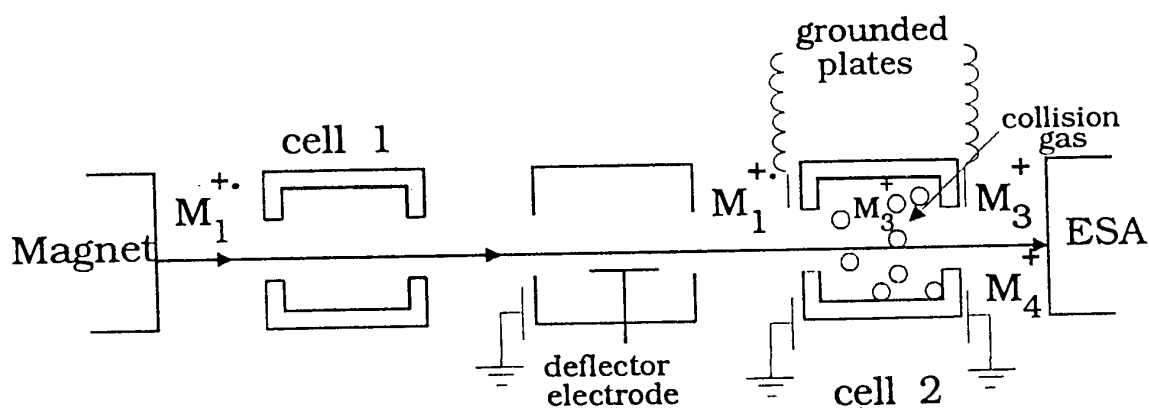 grounded
plates
cell 1
collision
gas
M₁⁺•
M₁⁺•
M₃⁺
M₃⁺
Magnet
ESA
M₄⁺
deflector
electrode
cell 2